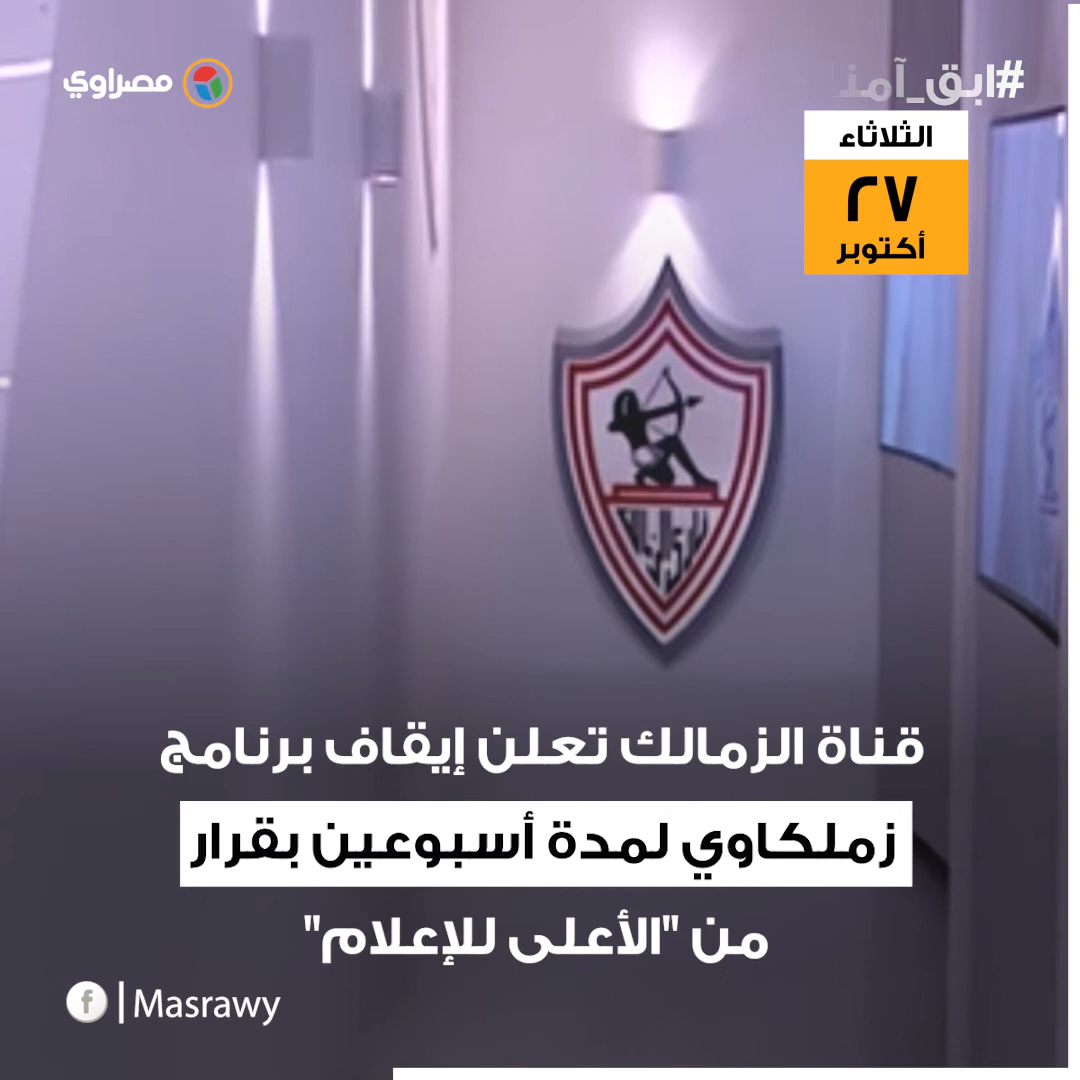 مصراوي
#ابق_آمنا
الثلاثاء
٢٧
أكتوبر
قناة الزمالك تعلن إيقاف برنامج
زملكاوي لمدة أسبوعين بقرار
من "الأعلى للإعلام"
f | Masrawy